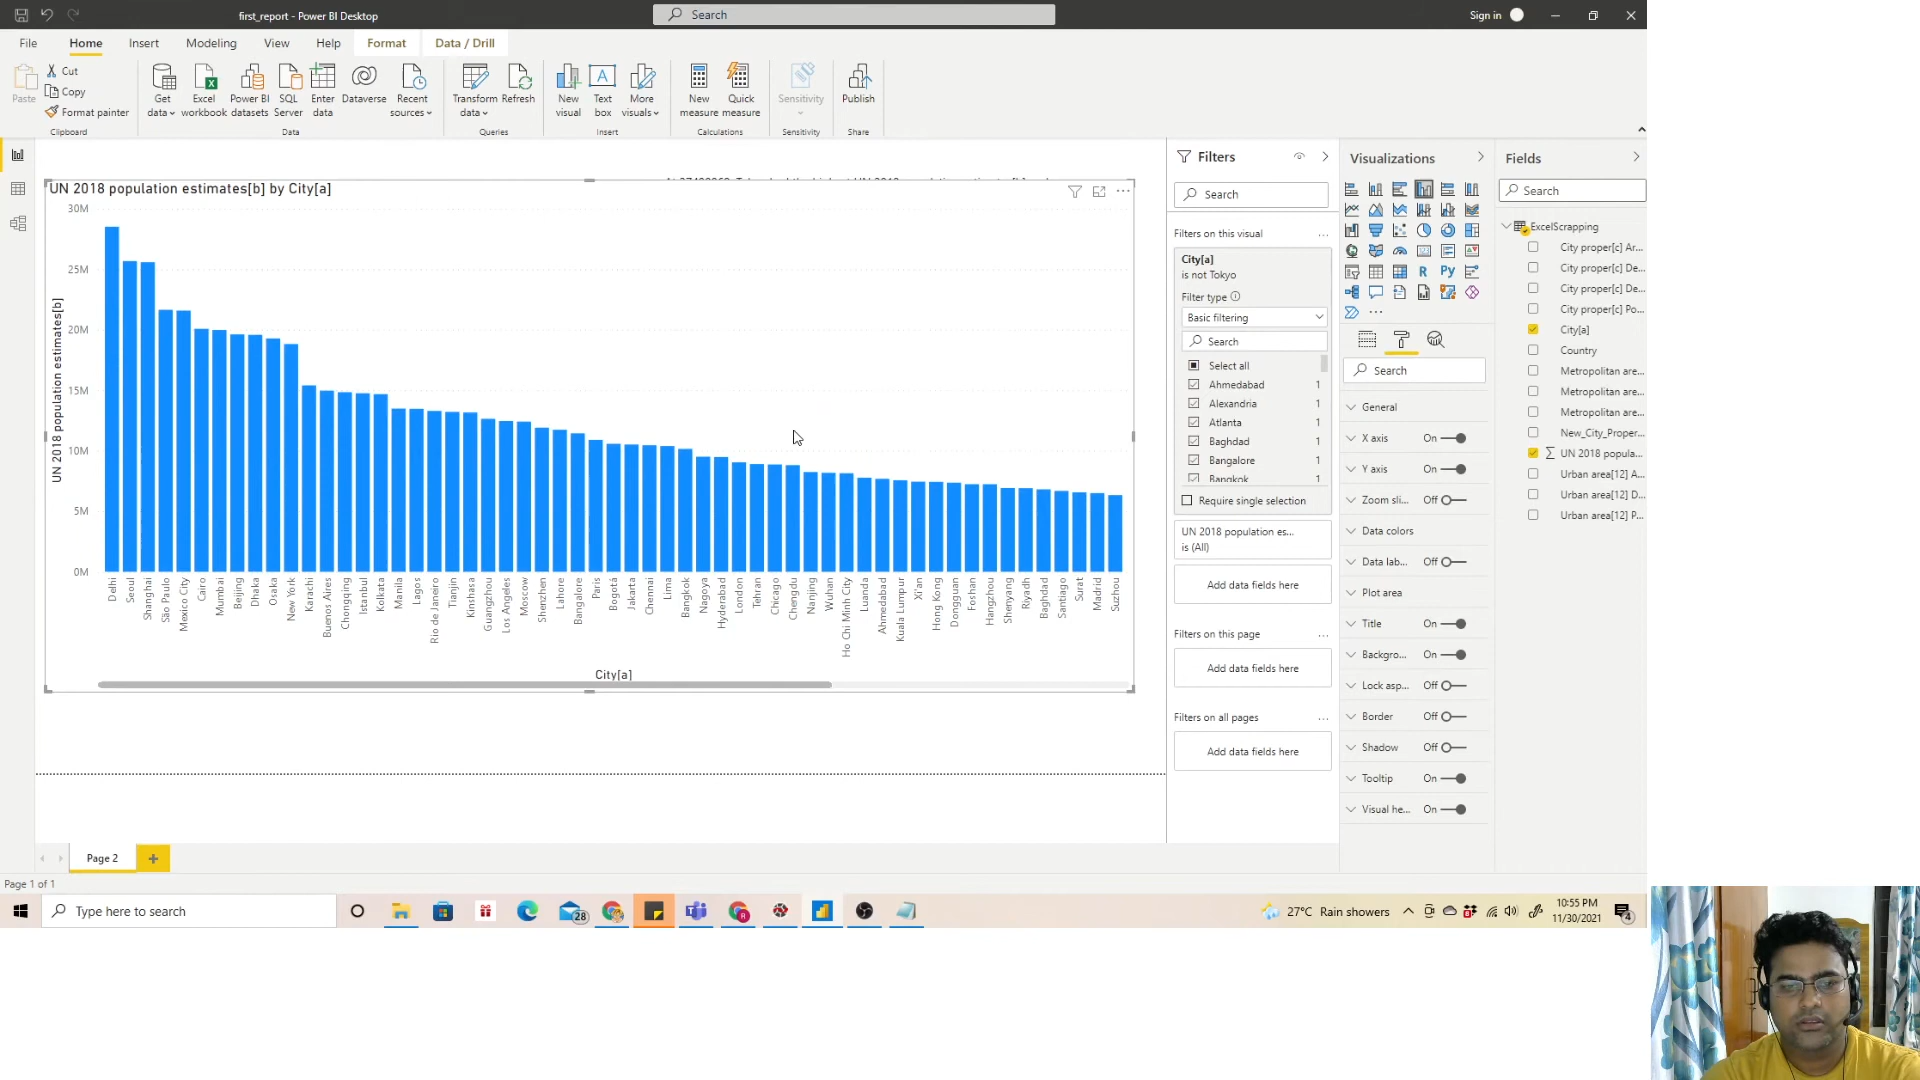 first_report - Power BI Desktop
Search
Sign in
File
Home
Insert
Modeling
View
Help
Format
Data / Drill
Paste
Cut
Copy
Format painter
Clipboard
Get data
Excel workbook
Power BI datasets
SQL Server
Enter data
Dataverse
Recent sources
Data
Transform data
Refresh
Queries
New visual
Text box
More visuals
Insert
New measure
Quick measure
Calculations
Sensitivity
Sensitivity
Publish
Share
UN 2018 population estimates[b] by City[a]
30M
25M
20M
15M
10M
5M
0M
UN 2018 population estimates[b]
Delhi
Seoul
Shanghai
São Paulo
Mexico City
Cairo
Mumbai
Beijing
Dhaka
Osaka
New York
Karachi
Buenos Aires
Chongqing
Istanbul
Kolkata
Manila
Lagos
Rio de Janeiro
Tianjin
Kinshasa
Guangzhou
Los Angeles
Moscow
Shenzhen
Lahore
Bangalore
Paris
Bogotá
Jakarta
Chennai
Lima
Bangkok
Nagoya
Hyderabad
London
Tehran
Chicago
Chengdu
Nanjing
Wuhan
Ho Chi Minh City
Luanda
Ahmedabad
Kuala Lumpur
Xi'an
Hong Kong
Dongguan
Foshan
Hangzhou
Shenyang
Riyadh
Baghdad
Santiago
Surat
Madrid
Suzhou
City[a]
Filters
Search
Filters on this visual
City[a]
is not Tokyo
Filter type
Basic filtering
Search
Select all
Ahmedabad 1
Alexandria 1
Atlanta 1
Baghdad 1
Bangalore 1
Bangkok 1
Require single selection
UN 2018 population es...
is (All)
Add data fields here
Filters on this page
Add data fields here
Filters on all pages
Add data fields here
Visualizations
R
Py
Search
General
X axis On
Y axis On
Zoom sli... Off
Data colors
Data lab... Off
Plot area
Title On
Backgro... On
Lock asp... Off
Border Off
Shadow Off
Tooltip On
Visual he... On
Fields
Search
ExcelScrapping
City proper[c] Ar...
City proper[c] De...
City proper[c] De...
City proper[c] Po...
City[a]
Country
Metropolitan are...
Metropolitan are...
Metropolitan are...
New_City_Proper...
UN 2018 popula...
Urban area[12] A...
Urban area[12] D...
Urban area[12] P...
Page 2
Page 1 of 1
Type here to search
28
27°C Rain showers
10:55 PM
11/30/2021
4